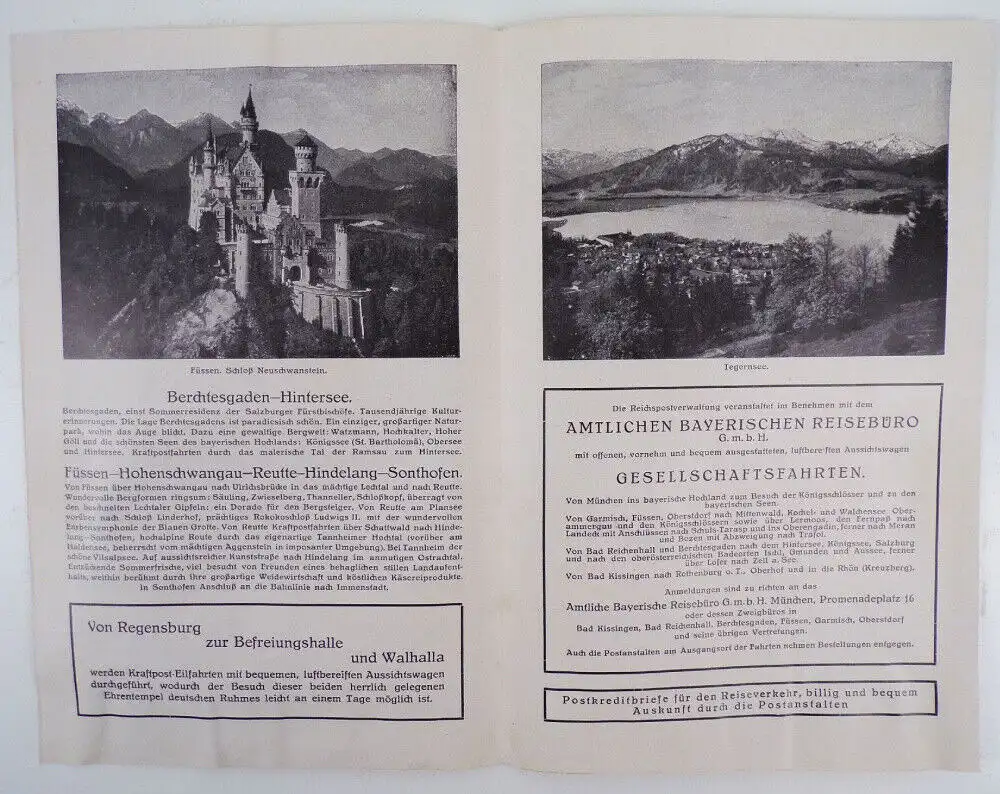 Füssen. Schloß Neuschwanstein.
Berchtesgaden—Hintersee.
Berchtesgaden, einst Sommerresidenz der Salzburger Fürstbischöfe. Tausendjährige Kultur-
erinnerungen. Die Lage Berchtesgadens ist paradiesisch schön. Ein einziger, großartiger Natur-
park, wohin das Auge blickt. Dazu eine gewaltige Bergwelt: Watzmann, Hochkalter, Hoher
Göll und die schönsten Seen des bayerischen Hochlands: Königssee (St. Bartholomä), Obersee
und Hintersee. Kraftpostfahrten durch das malerische Tal der Ramsau zum Hintersee.
Füssen—Hohenschwangau—Reutte—Hindelang—Sonthofen.
Von Füssen über Hohenschwangau nach Ulrichsbrücke in das mächtige Lechtal und nach Reutte.
Wundervolle Bergformen ringsum: Säuling, Zwieselberg, Thanneller, Schloßkopf, überragt von
den beschneiten Lechtaler Gipfeln: ein Dorado für den Bergsteiger. Von Reutte am Plansee
vorüber nach Schloß Linderhof, prächtiges Rokokoschloß Ludwigs II. mit der wundervollen
Farbensymphonie der Blauen Grotte. Von Reutte Kraftpostfahrten über Schattwald nach Hinde-
lang—Sonthofen, hochalpine Route durch das eigenartige Tannheimer Hochtal (vorüber am
Haldensee, beherrscht vom mächtigen Aggenstein in imposanter Umgebung). Bei Tannheim der
schöne Vilsalpsee. Auf aussichtsreicher Kunststraße nach Hindelang im anmutigen Ostrachtal.
Entzückende Sommerfrische, viel besucht von Freunden eines behaglichen stillen Landaufent-
halts, weithin berühmt durch ihre großartige Weidewirtschaft und köstlichen Käsereiprodukte.
In Sonthofen Anschluß an die Bahnlinie nach Immenstadt.
Von Regensburg
zur Befreiungshalle
und Walhalla
werden Kraftpost-Eilfahrten mit bequemen, luftbereiften Aussichtswagen
durchgeführt, wodurch der Besuch dieser beiden herrlich gelegenen
Ehrentempel deutschen Ruhmes leicht an einem Tage möglich ist.
Tegernsee.
Die Reichspostverwaltung veranstaltet im Benehmen mit dem
AMTLICHEN BAYERISCHEN REISEBÜRO
G. m. b. H.
mit offenen, vornehm und bequem ausgestatteten, luftbereiften Aussichtswagen
GESELLSCHAFTSFAHRTEN.
Von München ins bayerische Hochland zum Besuch der Königsschlösser und zu den
bayerischen Seen.
Von Garmisch, Füssen, Oberstdorf nach Mittenwald, Kochel- und Walchensee, Ober-
ammergau und den Königsschlössern sowie über Lermoos, den Fernpaß nach
Landeck mit Anschlüssen nach Schuls-Tarasp und ins Oberengadin, ferner nach Meran
und Bozen mit Abzweigung nach Trafoi.
Von Bad Reichenhall und Berchtesgaden nach dem Hintersee, Königssee, Salzburg
und nach den oberösterreichischen Badeorten Ischl, Gmunden und Aussee, ferner
über Lofer nach Zell a. See.
Von Bad Kissingen nach Rothenburg o. T., Oberhof und in die Rhön (Kreuzberg).
Anmeldungen sind zu richten an das
Amtliche Bayerische Reisebüro G. m. b. H. München, Promenadeplatz 16
oder dessen Zweigbüros in
Bad Kissingen, Bad Reichenhall, Berchtesgaden, Füssen, Garmisch, Oberstdorf
und seine übrigen Vertretungen.
Auch die Postanstalten am Ausgangsort der Fahrten nehmen Bestellungen entgegen.
Postkreditbriefe für den Reiseverkehr, billig und bequem
Auskunft durch die Postanstalten